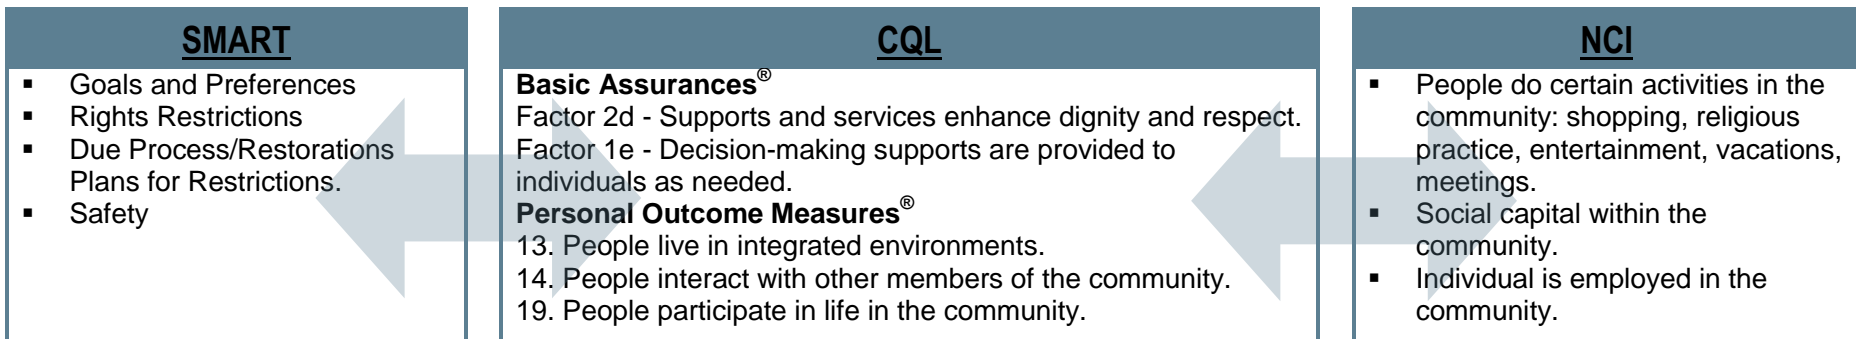 SMART
▪ Goals and Preferences
▪ Rights Restrictions
▪ Due Process/Restorations
Plans for Restrictions.
▪ Safety
CQL
Basic Assurances®
Factor 2d - Supports and services enhance dignity and respect.
Factor 1e - Decision-making supports are provided to
individuals as needed.
Personal Outcome Measures®
13. People live in integrated environments.
14. People interact with other members of the community.
19. People participate in life in the community.
NCI
▪ People do certain activities in the
community: shopping, religious
practice, entertainment, vacations,
meetings.
▪ Social capital within the
community.
▪ Individual is employed in the
community.